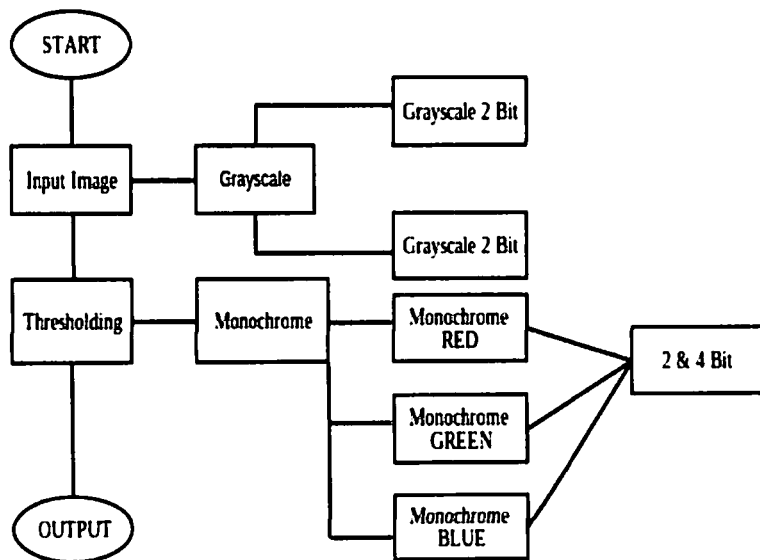 START
Grayscale 2 Bit
Input Image
Grayscale
Grayscale 2 Bit
Thresholding
Monochrome
Monochrome
RED
2 & 4 Bit
Monochrome
GREEN
Monochrome
BLUE
OUTPUT